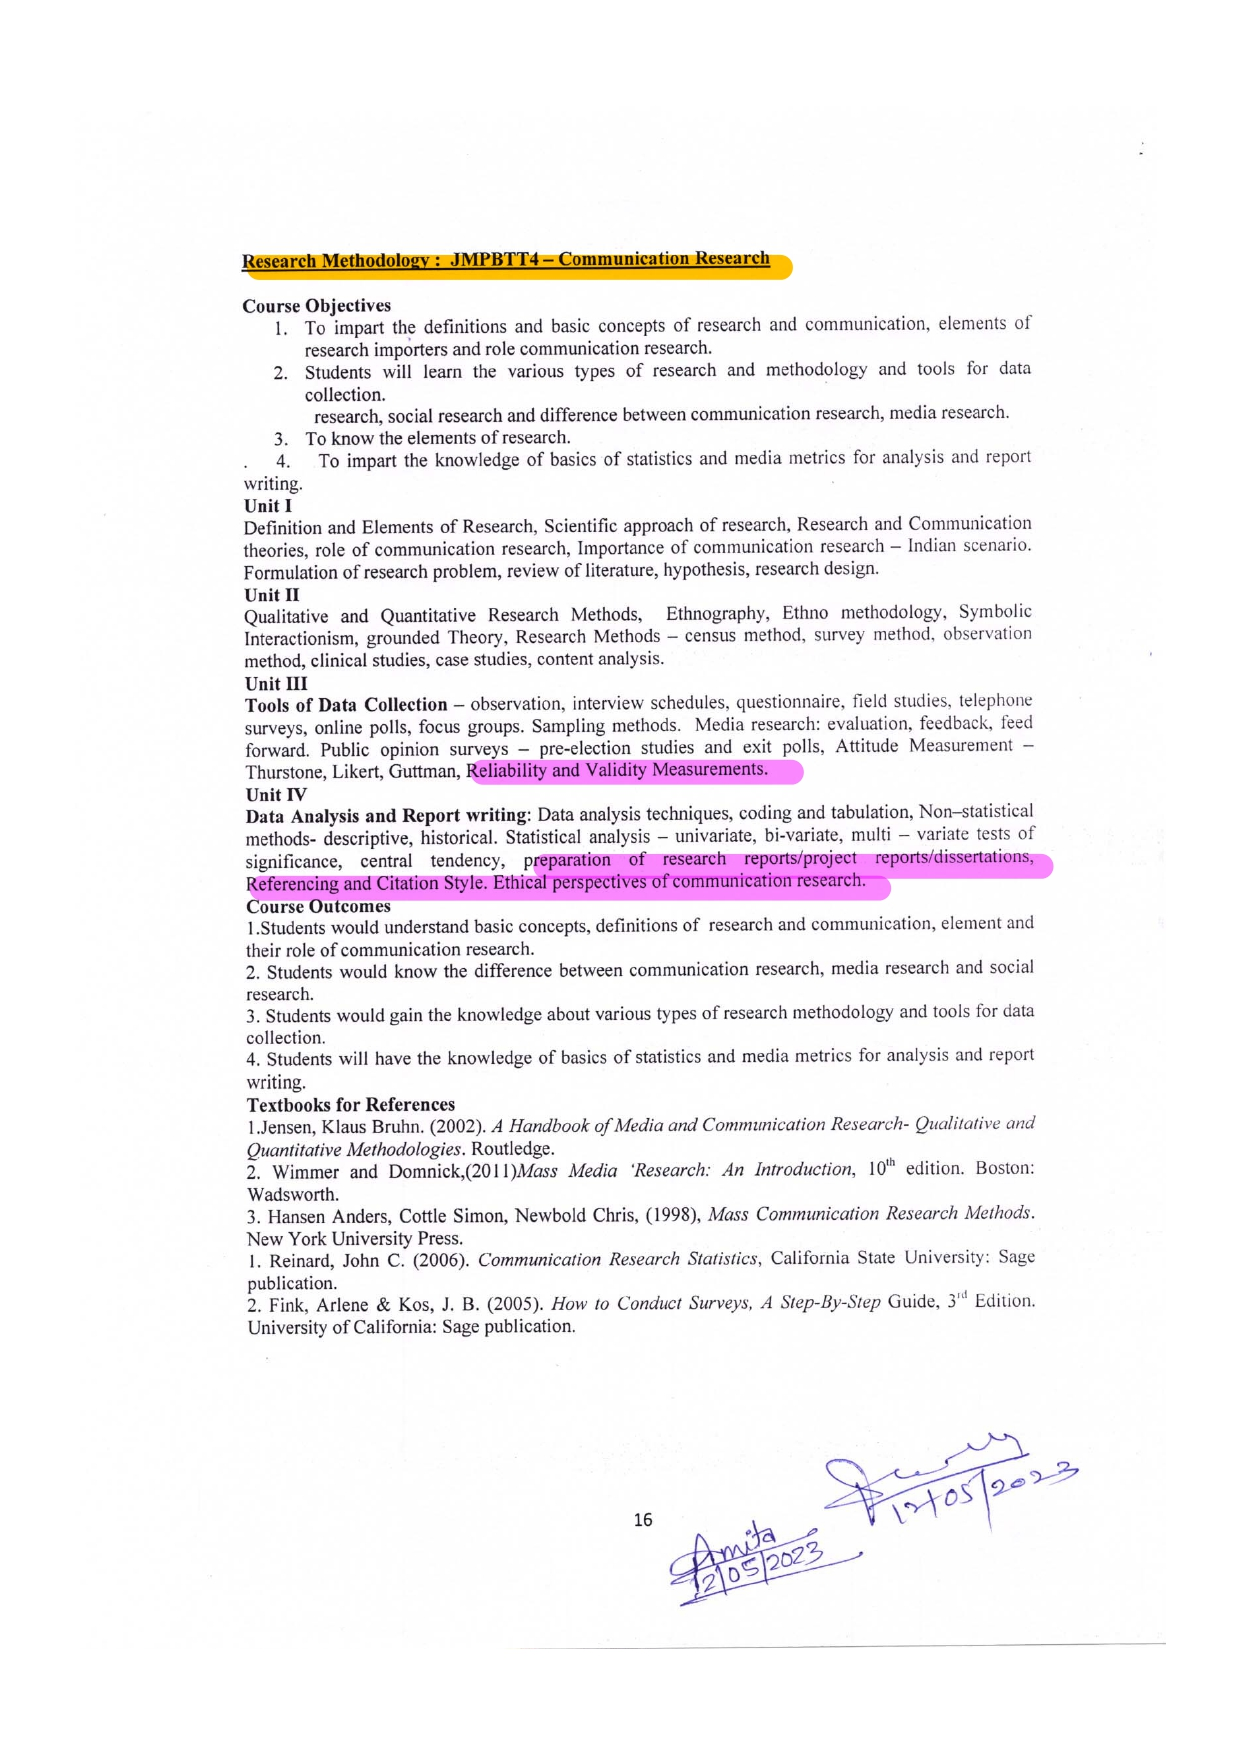 Research Methodology : JMPBTT4 – Communication Research
Course Objectives
1. To impart the definitions and basic concepts of research and communication, elements of
research importers and role communication research.
2. Students will learn the various types of research and methodology and tools for data
collection.
research, social research and difference between communication research, media research.
3. To know the elements of research.
. 4. To impart the knowledge of basics of statistics and media metrics for analysis and report
writing.
Unit I
Definition and Elements of Research, Scientific approach of research, Research and Communication
theories, role of communication research, Importance of communication research – Indian scenario.
Formulation of research problem, review of literature, hypothesis, research design.
Unit II
Qualitative and Quantitative Research Methods, Ethnography, Ethno methodology, Symbolic
Interactionism, grounded Theory, Research Methods – census method, survey method, observation
method, clinical studies, case studies, content analysis.
Unit III
Tools of Data Collection – observation, interview schedules, questionnaire, field studies, telephone
surveys, online polls, focus groups. Sampling methods. Media research: evaluation, feedback, feed
forward. Public opinion surveys – pre-election studies and exit polls, Attitude Measurement –
Thurstone, Likert, Guttman, Reliability and Validity Measurements.
Unit IV
Data Analysis and Report writing: Data analysis techniques, coding and tabulation, Non–statistical
methods- descriptive, historical. Statistical analysis – univariate, bi-variate, multi – variate tests of
significance, central tendency, preparation of research reports/project reports/dissertations,
Referencing and Citation Style. Ethical perspectives of communication research.
Course Outcomes
1.Students would understand basic concepts, definitions of research and communication, element and
their role of communication research.
2. Students would know the difference between communication research, media research and social
research.
3. Students would gain the knowledge about various types of research methodology and tools for data
collection.
4. Students will have the knowledge of basics of statistics and media metrics for analysis and report
writing.
Textbooks for References
1.Jensen, Klaus Bruhn. (2002). A Handbook of Media and Communication Research- Qualitative and
Quantitative Methodologies. Routledge.
2. Wimmer and Domnick,(2011)Mass Media ‘Research: An Introduction, 10th edition. Boston:
Wadsworth.
3. Hansen Anders, Cottle Simon, Newbold Chris, (1998), Mass Communication Research Methods.
New York University Press.
1. Reinard, John C. (2006). Communication Research Statistics, California State University: Sage
publication.
2. Fink, Arlene & Kos, J. B. (2005). How to Conduct Surveys, A Step-By-Step Guide, 3rd Edition.
University of California: Sage publication.
12/05/2023
16
Amita
12/05/2023